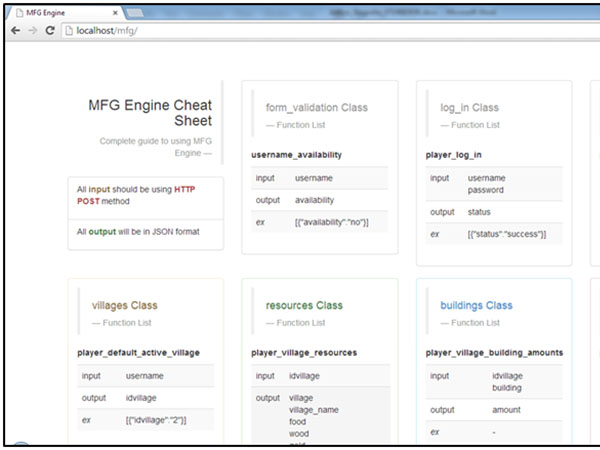 MFG Engine
localhost/mfg/
MFG Engine Cheat
Sheet
Complete guide to using MFG
Engine —
All input should be using HTTP
POST method
All output will be in JSON format
form_validation Class
— Function List
username_availability
input username
output availability
ex [{"availability":"no"}]
log_in Class
— Function List
player_log_in
input username
password
output status
ex [{"status":"success"}]
villages Class
— Function List
player_default_active_village
input username
output idvillage
ex [{"idvillage":"2"}]
resources Class
— Function List
player_village_resources
input idvillage
output village
village_name
food
wood
buildings Class
— Function List
player_village_building_amounts
input idvillage
building
output amount
ex -